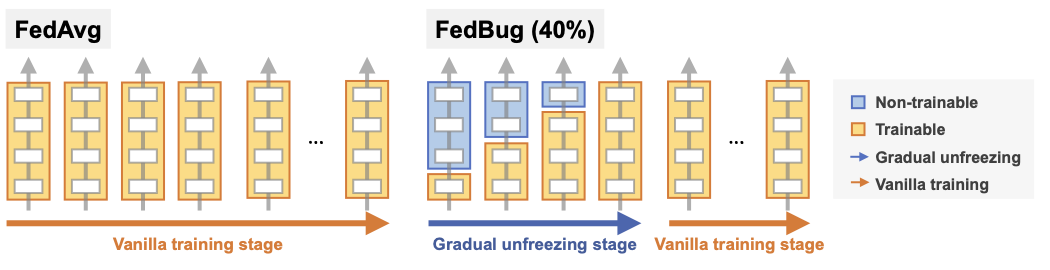 FedAvg
FedBug (40%)
...
...
Non-trainable
Trainable
Gradual unfreezing
Vanilla training
Vanilla training stage
Gradual unfreezing stage
Vanilla training stage